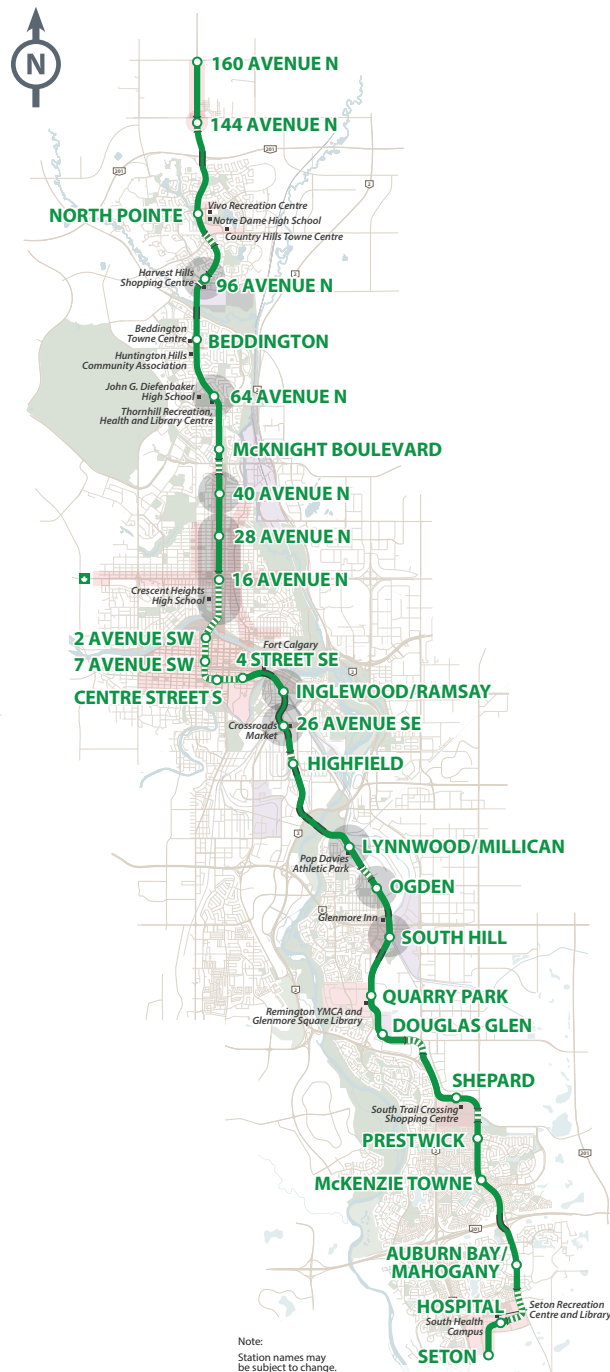 N
160 AVENUE N
144 AVENUE N
201
201
2
NORTH POINTE
Vivo Recreation Centre
Notre Dame High School
Country Hills Towne Centre
Harvest Hills
Shopping Centre
96 AVENUE N
Beddington
Towne Centre
BEDDINGTON
Huntington Hills
Community Association
John G. Diefenbaker
High School
64 AVENUE N
Thornhill Recreation,
Health and Library Centre
McKNIGHT BOULEVARD
40 AVENUE N
28 AVENUE N
16 AVENUE N
Crescent Heights
High School
2 AVENUE SW
Fort Calgary
7 AVENUE SW
4 STREET SE
CENTRE STREET S
INGLEWOOD/RAMSAY
Crossroads
Market
26 AVENUE SE
HIGHFIELD
2
LYNNWOOD/MILLICAN
Pop Davies
Athletic Park
OGDEN
Glenmore Inn
SOUTH HILL
2
QUARRY PARK
Remington YMCA and
Glenmore Square Library
DOUGLAS GLEN
SHEPARD
South Trail Crossing
Shopping Centre
PRESTWICK
2
201
McKENZIE TOWNE
201
AUBURN BAY/
MAHOGANY
HOSPITAL
Seton Recreation
Centre and Library
South Health
Campus
SETON
Note:
Station names may
be subject to change.